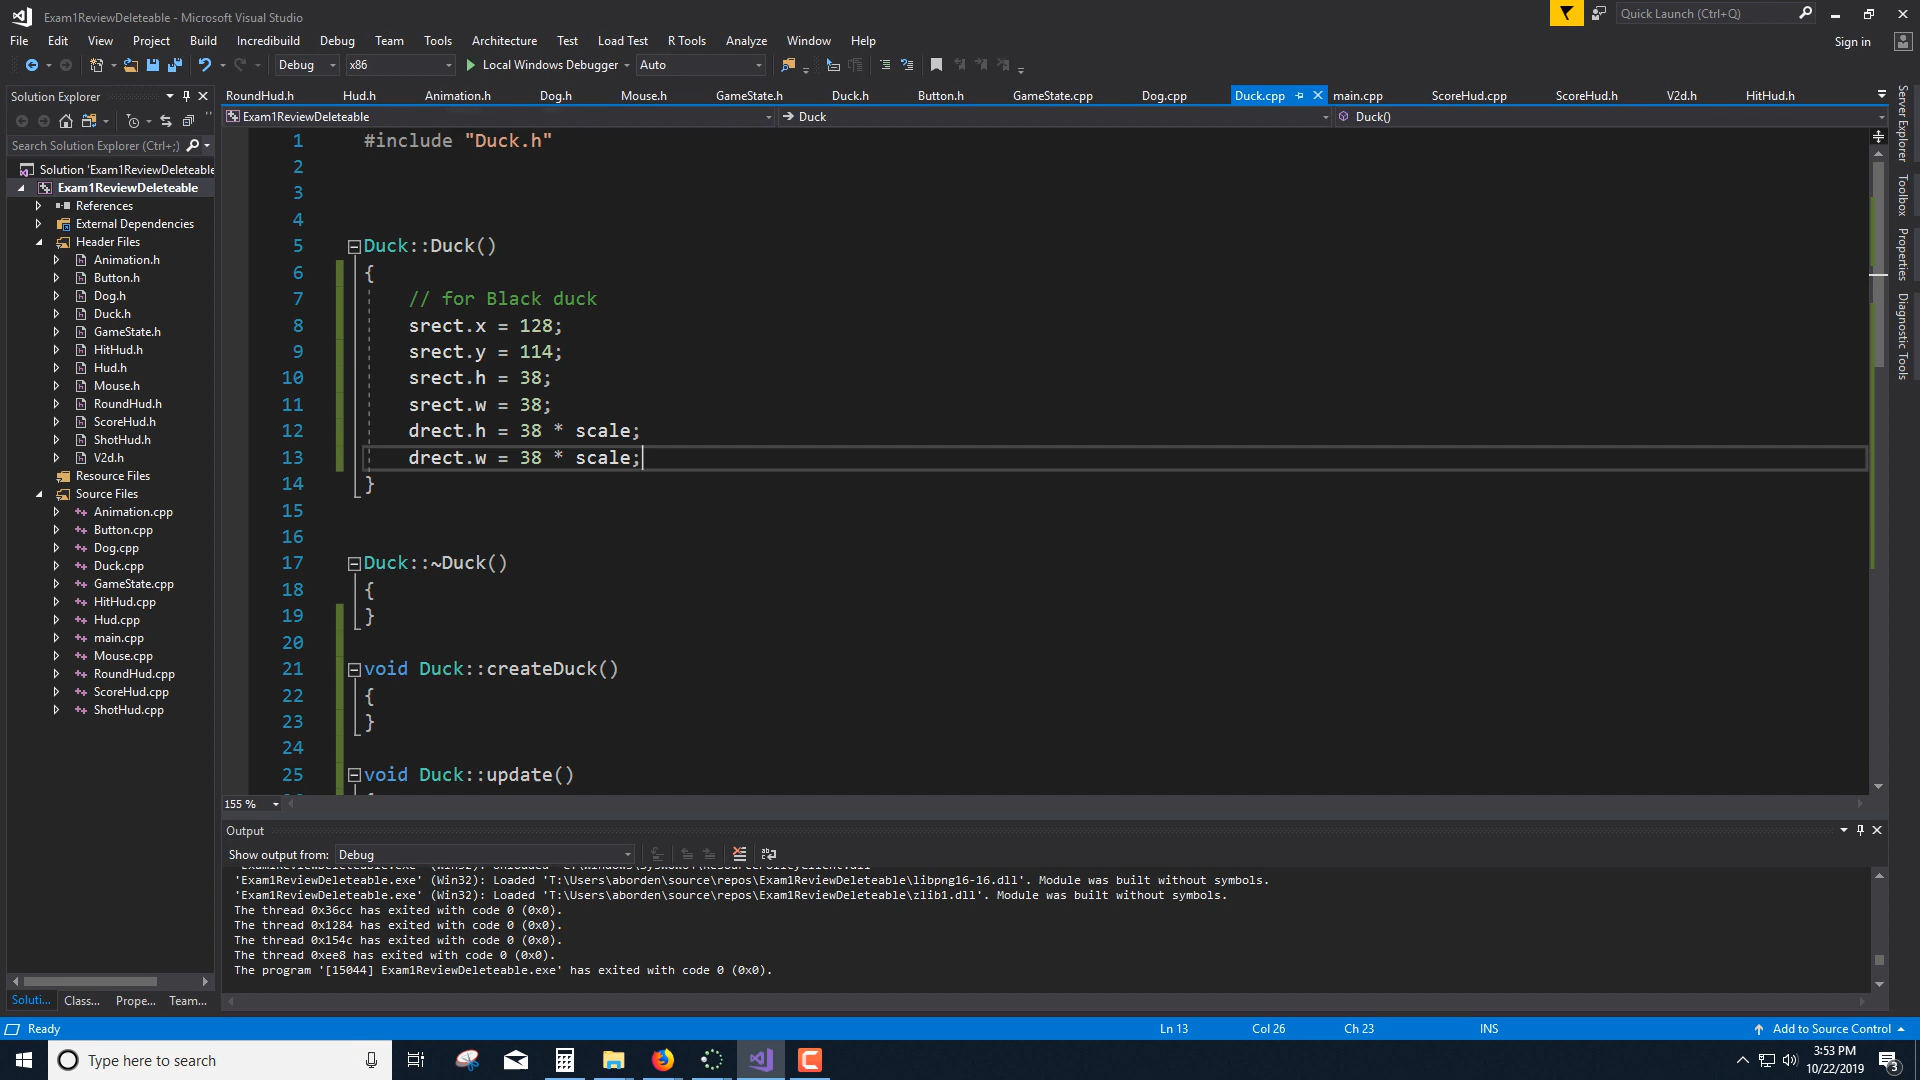 Exam1ReviewDeleteable - Microsoft Visual Studio
Quick Launch (Ctrl+Q)
File Edit View Project Build Incredibuild Debug Team Tools Architecture Test Load Test R Tools Analyze Window Help
Sign in
Debug x86 Local Windows Debugger Auto
Solution Explorer
RoundHud.h Hud.h Animation.h Dog.h Mouse.h GameState.h Duck.h Button.h GameState.cpp Dog.cpp Duck.cpp main.cpp ScoreHud.cpp ScoreHud.h V2d.h HitHud.h
Exam1ReviewDeleteable Duck Duck()
Search Solution Explorer (Ctrl+;)
Solution 'Exam1ReviewDeleteable
Exam1ReviewDeleteable
References
External Dependencies
Header Files
Animation.h
Button.h
Dog.h
Duck.h
GameState.h
HitHud.h
Hud.h
Mouse.h
RoundHud.h
ScoreHud.h
ShotHud.h
V2d.h
Resource Files
Source Files
Animation.cpp
Button.cpp
Dog.cpp
Duck.cpp
GameState.cpp
HitHud.cpp
Hud.cpp
main.cpp
Mouse.cpp
RoundHud.cpp
ScoreHud.cpp
ShotHud.cpp
Soluti... Class... Prope... Team...
1 #include "Duck.h"
2
3
4
5 Duck::Duck()
6 {
7 // for Black duck
8 srect.x = 128;
9 srect.y = 114;
10 srect.h = 38;
11 srect.w = 38;
12 drect.h = 38 * scale;
13 drect.w = 38 * scale;
14 }
15
16
17 Duck::~Duck()
18 {
19 }
20
21 void Duck::createDuck()
22 {
23 }
24
25 void Duck::update()
155 %
Server Explorer
Toolbox
Properties
Diagnostic Tools
Output
Show output from: Debug
'Exam1ReviewDeleteable.exe' (Win32): Loaded 'T:\Users\aborden\source\repos\Exam1ReviewDeleteable\libpng16-16.dll'. Module was built without symbols.
'Exam1ReviewDeleteable.exe' (Win32): Loaded 'T:\Users\aborden\source\repos\Exam1ReviewDeleteable\zlib1.dll'. Module was built without symbols.
The thread 0x36cc has exited with code 0 (0x0).
The thread 0x1284 has exited with code 0 (0x0).
The thread 0x154c has exited with code 0 (0x0).
The thread 0xee8 has exited with code 0 (0x0).
The program '[15044] Exam1ReviewDeleteable.exe' has exited with code 0 (0x0).
Ready Ln 13 Col 26 Ch 23 INS Add to Source Control
Type here to search
3:53 PM
10/22/2019
3